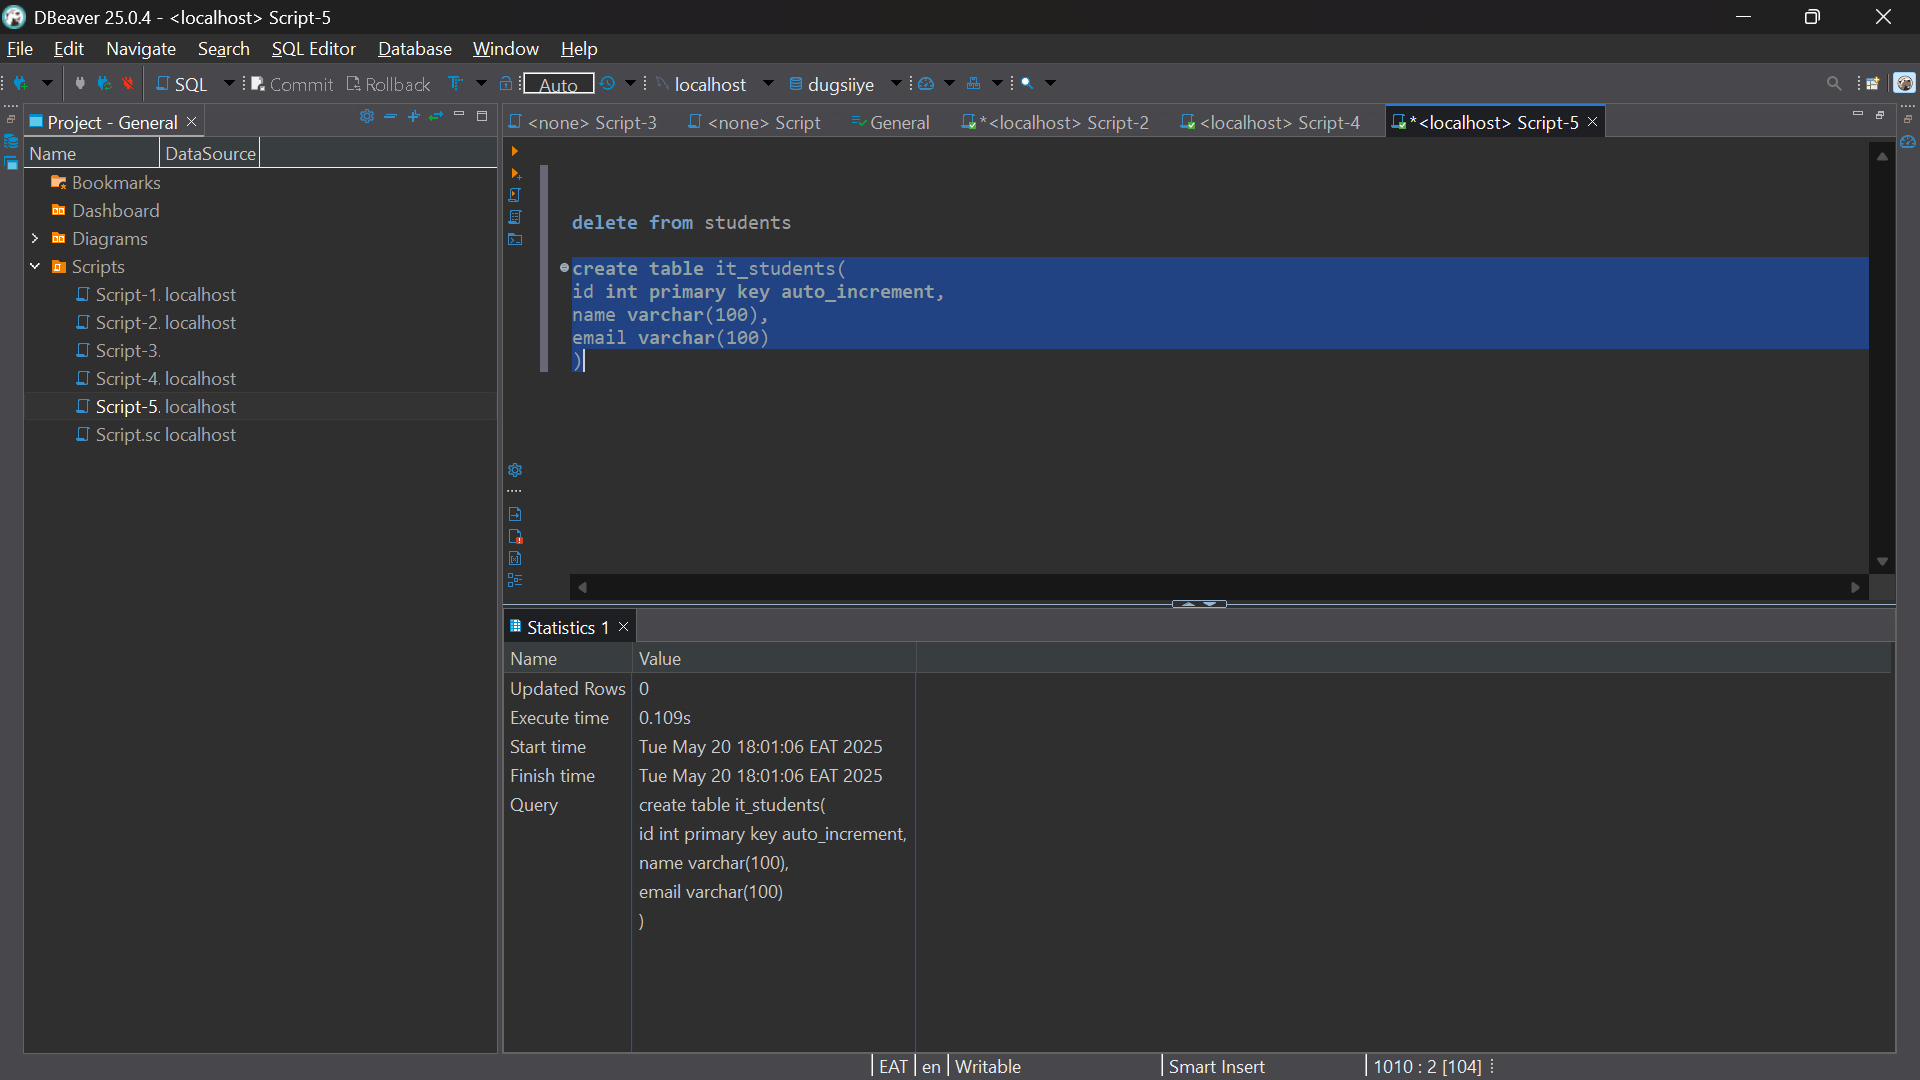 DBeaver 25.0.4 - <localhost> Script-5
File Edit Navigate Search SQL Editor Database Window Help
SQL Commit Rollback Auto localhost dugsiiye
Project - General
Name DataSource
Bookmarks
Dashboard
Diagrams
Scripts
Script-1. localhost
Script-2. localhost
Script-3.
Script-4. localhost
Script-5. localhost
Script.sc localhost
<none> Script-3 <none> Script General *<localhost> Script-2 <localhost> Script-4 *<localhost> Script-5
delete from students
create table it_students(
id int primary key auto_increment,
name varchar(100),
email varchar(100)
)
Statistics 1
Name Value
Updated Rows 0
Execute time 0.109s
Start time Tue May 20 18:01:06 EAT 2025
Finish time Tue May 20 18:01:06 EAT 2025
Query create table it_students(
id int primary key auto_increment,
name varchar(100),
email varchar(100)
)
EAT en Writable Smart Insert 1010 : 2 [104]